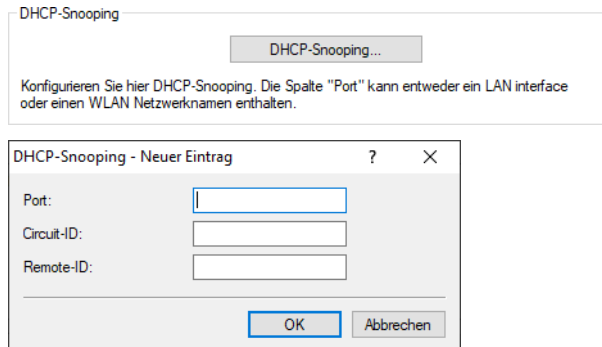 DHCP-Snooping
DHCP-Snooping...
Konfigurieren Sie hier DHCP-Snooping. Die Spalte "Port" kann entweder ein LAN interface
oder einen WLAN Netzwerknamen enthalten.
DHCP-Snooping - Neuer Eintrag ?
Port:
Circuit-ID:
Remote-ID:
OK Abbrechen